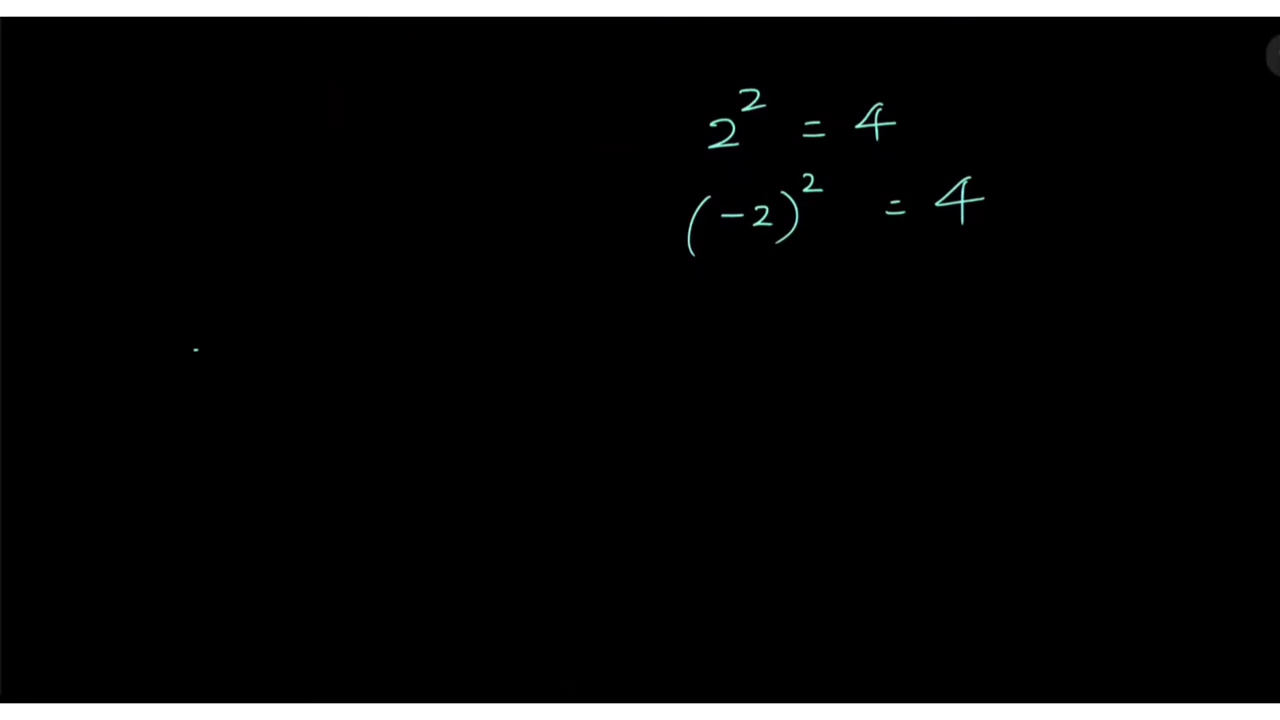 2² = 4
(-2)² = 4